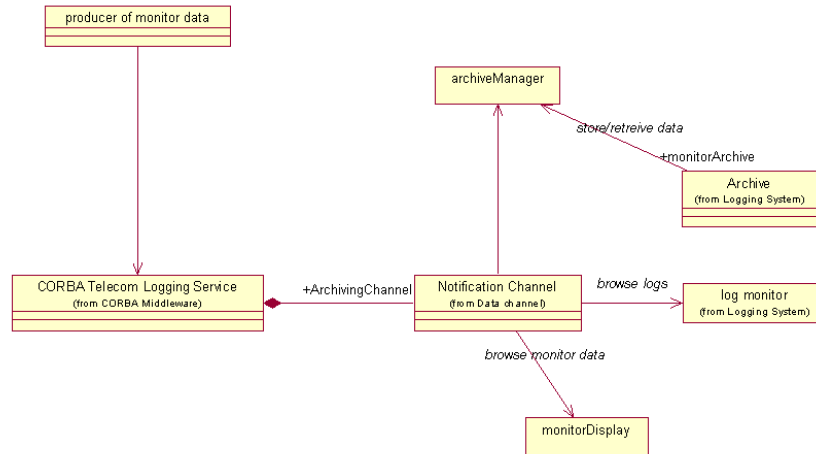 producer of monitor data
archiveManager
store/retreive data
+monitorArchive
Archive
(from Logging System)
CORBA Telecom Logging Service
(from CORBA Middleware)
+ArchivingChannel
Notification Channel
(from Data channel)
browse logs
log monitor
(from Logging System)
browse monitor data
monitorDisplay